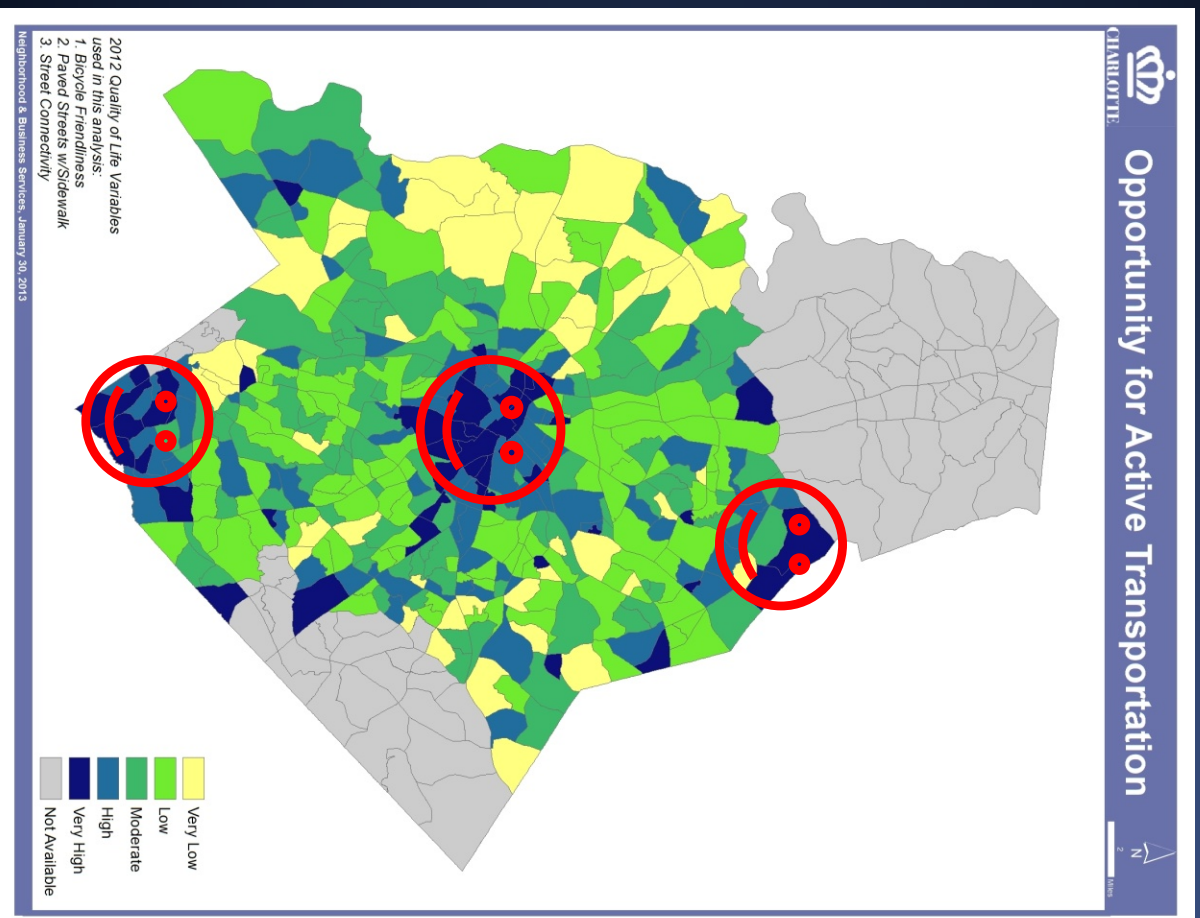 CHARLOTTE.
Opportunity for Active Transportation
N
2
Miles
2012 Quality of Life Variables
used in this analysis:
1. Bicycle Friendliness
2. Paved Streets w/Sidewalk
3. Street Connectivity
Very Low
Low
Moderate
High
Very High
Not Available
Neighborhood & Business Services, January 30, 2013